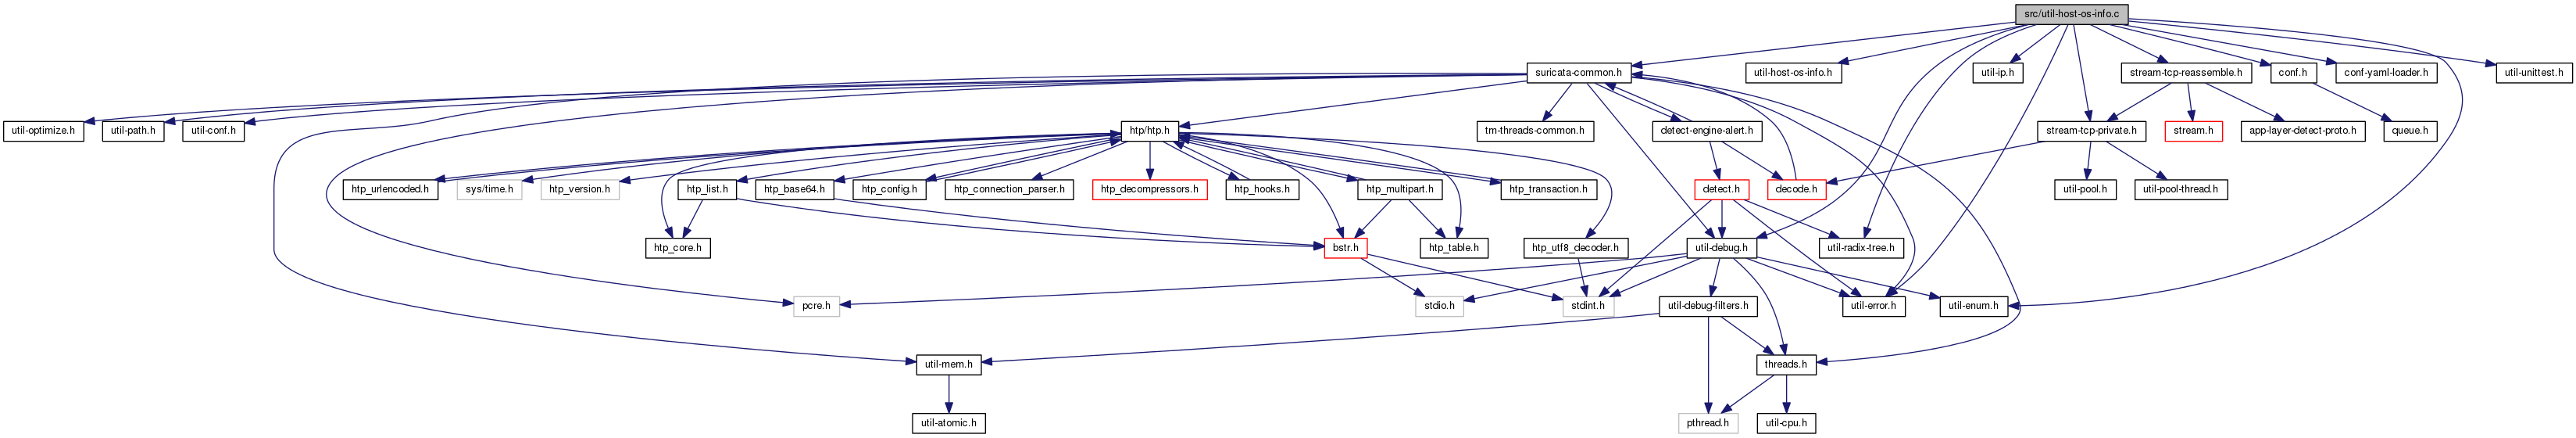 src/util-host-os-info.c
suricata-common.h
util-host-os-info.h
util-ip.h
stream-tcp-reassemble.h
conf.h
conf-yaml-loader.h
util-unittest.h
util-optimize.h
util-path.h
util-conf.h
htp/htp.h
tm-threads-common.h
detect-engine-alert.h
stream-tcp-private.h
stream.h
app-layer-detect-proto.h
queue.h
htp_urlencoded.h
sys/time.h
htp_version.h
htp_list.h
htp_base64.h
htp_config.h
htp_connection_parser.h
htp_decompressors.h
htp_hooks.h
htp_multipart.h
htp_transaction.h
detect.h
decode.h
util-pool.h
util-pool-thread.h
htp_core.h
bstr.h
htp_table.h
htp_utf8_decoder.h
util-debug.h
util-radix-tree.h
pcre.h
stdio.h
stdint.h
util-debug-filters.h
util-error.h
util-enum.h
util-mem.h
threads.h
util-atomic.h
pthread.h
util-cpu.h